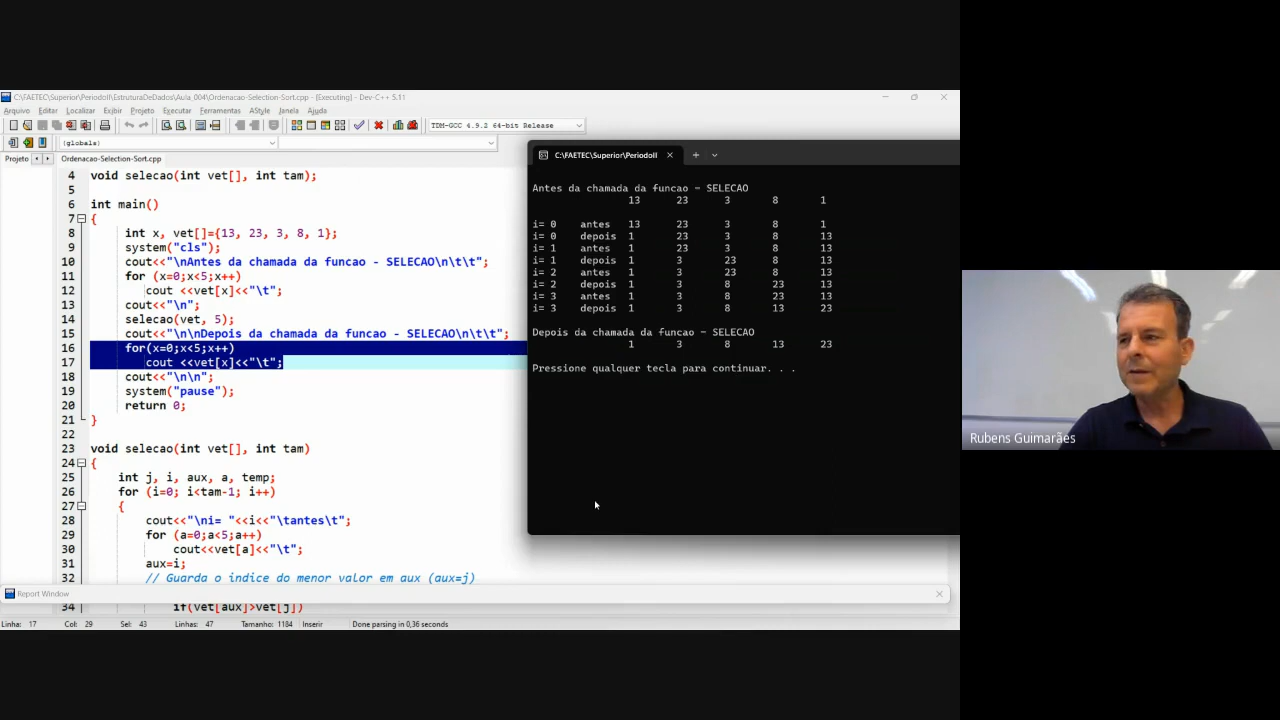 C:\FAETEC\Superior\PeriodoII\EstruturaDeDados\Aula_004\Ordenacao-Selection-Sort.cpp - [Executing] - Dev-C++ 5.11
Arquivo Editar Localizar Exibir Projeto Executar Ferramentas AStyle Janela Ajuda
TDM-GCC 4.9.2 64-bit Release
(globals)
Projeto Ordenacao-Selection-Sort.cpp
4 void selecao(int vet[], int tam);
5
6 int main()
7 {
8 int x, vet[]={13, 23, 3, 8, 1};
9 system("cls");
10 cout<<"\nAntes da chamada da funcao - SELECAO\n\t\t";
11 for (x=0;x<5;x++)
12 cout <<vet[x]<<"\t";
13 cout<<"\n";
14 selecao(vet, 5);
15 cout<<"\n\nDepois da chamada da funcao - SELECAO\n\t\t";
16 for(x=0;x<5;x++)
17 cout <<vet[x]<<"\t";
18 cout<<"\n\n";
19 system("pause");
20 return 0;
21 }
22
23 void selecao(int vet[], int tam)
24 {
25 int j, i, aux, a, temp;
26 for (i=0; i<tam-1; i++)
27 {
28 cout<<"\ni= "<<i<<"\tantes\t";
29 for (a=0;a<5;a++)
30 cout<<vet[a]<<"\t";
31 aux=i;
32 // Guarda o indice do menor valor em aux (aux=j)
Report Window
34 if(vet[aux]>vet[j])
Linha: 17 Col: 29 Sel: 43 Linhas: 47 Tamanho: 1184 Inserir Done parsing in 0,36 seconds
C:\FAETEC\Superior\PeriodoII
Antes da chamada da funcao - SELECAO
13 23 3 8 1
i= 0 antes 13 23 3 8 1
i= 0 depois 1 23 3 8 13
i= 1 antes 1 23 3 8 13
i= 1 depois 1 3 23 8 13
i= 2 antes 1 3 23 8 13
i= 2 depois 1 3 8 23 13
i= 3 antes 1 3 8 23 13
i= 3 depois 1 3 8 13 23
Depois da chamada da funcao - SELECAO
1 3 8 13 23
Pressione qualquer tecla para continuar. . .
Rubens Guimarães